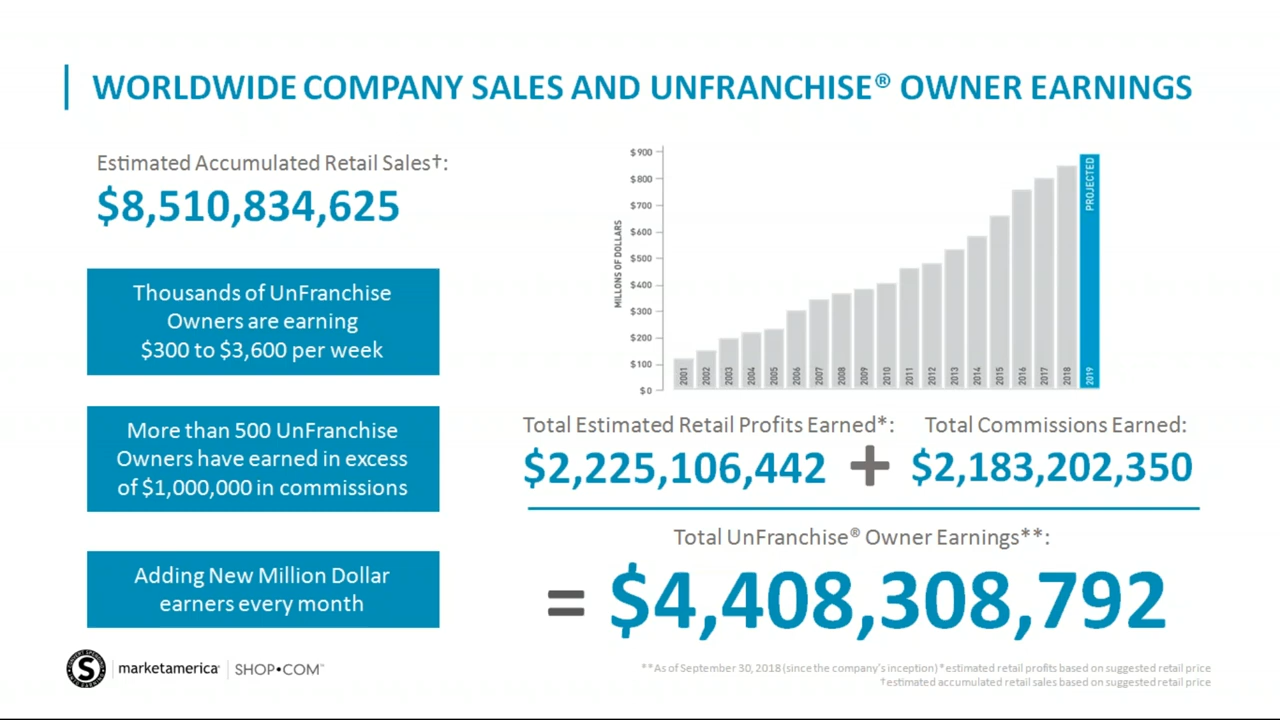 WORLDWIDE COMPANY SALES AND UNFRANCHISE® OWNER EARNINGS
Estimated Accumulated Retail Sales†:
$8,510,834,625
Thousands of UnFranchise
Owners are earning
$300 to $3,600 per week
More than 500 UnFranchise
Owners have earned in excess
of $1,000,000 in commissions
Adding New Million Dollar
earners every month
MILLONS OF DOLLARS
$900
$800
$700
$600
$500
$400
$300
$200
$100
$0
2001
2002
2003
2004
2005
2006
2007
2008
2009
2010
2011
2012
2013
2014
2015
2016
2017
2018
2019
PROJECTED
Total Estimated Retail Profits Earned*:
$2,225,106,442
+
Total Commissions Earned:
$2,183,202,350
Total UnFranchise® Owner Earnings**:
= $4,408,308,792
S
marketamerica®
SHOP•COM™
**As of September 30, 2018 (since the company's inception) *estimated retail profits based on suggested retail price
†estimated accumulated retail sales based on suggested retail price